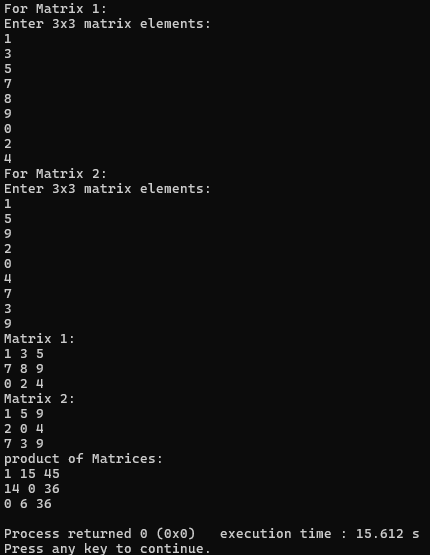 For Matrix 1:
Enter 3x3 matrix elements:
1
3
5
7
8
9
0
2
4
For Matrix 2:
Enter 3x3 matrix elements:
1
5
9
2
0
4
7
3
9
Matrix 1:
1 3 5
7 8 9
0 2 4
Matrix 2:
1 5 9
2 0 4
7 3 9
product of Matrices:
1 15 45
14 0 36
0 6 36
Process returned 0 (0x0)   execution time : 15.612 s
Press any key to continue.